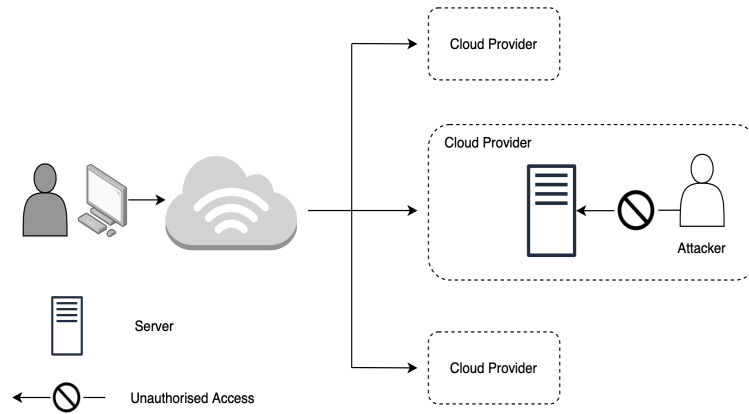 Cloud Provider
Cloud Provider
Attacker
Server
Cloud Provider
Unauthorised Access